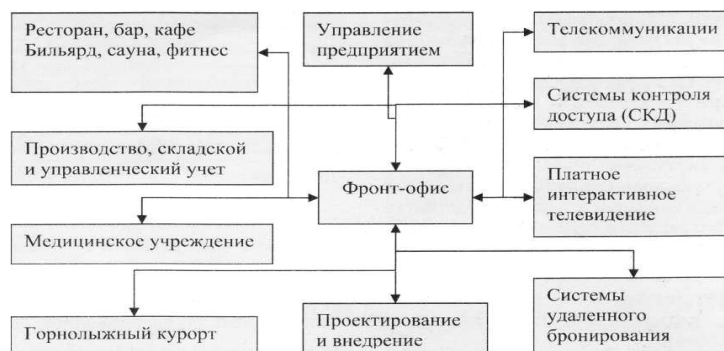 Ресторан, бар, кафе
Бильярд, сауна, фитнес
Управление
предприятием
Телекоммуникации
Системы контроля
доступа (СКД)
Производство, складской
и управленческий учет
Фронт-офис
Платное
интерактивное
телевидение
Медицинское учреждение
Горнолыжный курорт
Проектирование
и внедрение
Системы
удаленного
бронирования